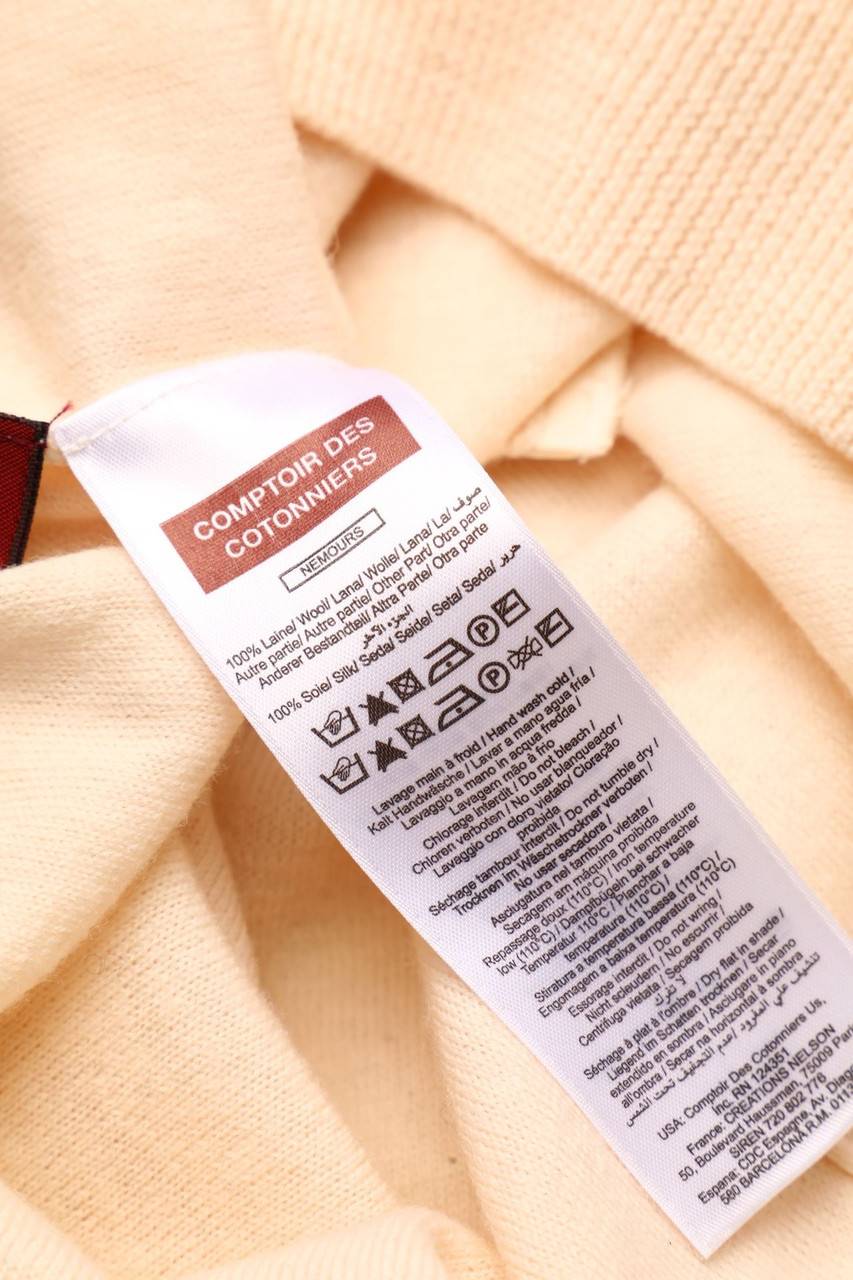 COMPTOIR DES
COTONNIERS
NEMOURS
100% Laine/ Wool/ Lana/ Wolle/ Lana/ La/ صوف
Autre partie/ Autre partie/ Other Part/ Otra parte/
Anderer Bestandteil/ Altra Parte/ Otra parte
الجزء الآخر
100% Soie/ Silk/ Seda/ Seide/ Seta/ Seda/ حرير
P
P
Lavage main à froid / Hand wash cold /
Kalt Handwäsche / Lavar a mano agua fria /
Lavaggio a mano in acqua fredda /
Lavagem mão à frio
Chlorage interdit / Do not bleach /
Chloren verboten / No usar blanqueador /
Lavaggio con cloro vietato/ Cloração
proibida
Séchage tambour interdit / Do not tumble dry /
Trocknen im Wäschetrockner verboten /
No usar secadora /
Asciugatura nel tamburo vietata /
Secagem am máquina proibida
Repassage doux (110°C) / Iron temperature
low (110°C) / Dampfbügeln bei schwacher
Temperatur 110°C / Planchar a baja
temperatura (110°C) /
Stiratura a temperatura bassa (110°C) /
Engomagem a baixa temperatura (110°C)
Essorage interdit / Do not wring /
Nicht scleudern / No escurrir /
Centrifuga vietata / Secagem proibida
Séchage à plat à l'ombre / Dry flat in shade /
Liegend im Schatten trocknen / Secar
extendido en sombra / Asciugare in piano
all'ombra / Secar na horizontal à sombra
USA: Comptoir Des Cotonniers Us,
inc. RN 124351
France: CREATIONS NELSON
50, Boulevard Haussman, 75009 Paris
SIREN 720 802 776
Espana: CDC Espagne, Av. Diag
580 BARCELONA R.M.